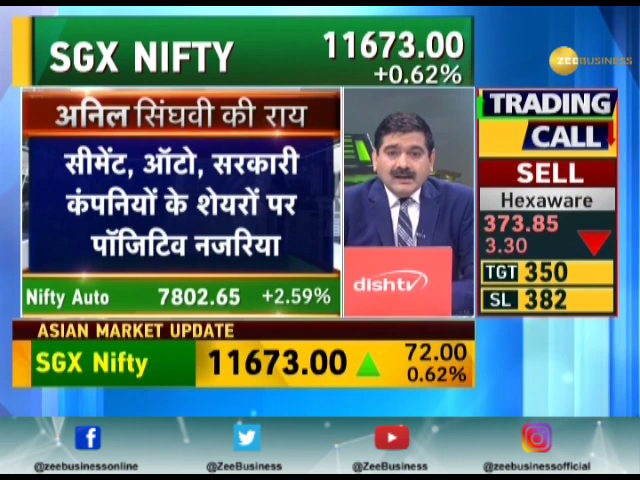 SGX NIFTY
11673.00
+0.62%
ZEEBUSINESS
अनिल सिंघवी की राय
सीमेंट, ऑटो, सरकारी
कंपनियों के शेयरों पर
पॉजिटिव नजरिया
Nifty Auto 7802.65 +2.59%
dishtv
TRADING
CALL
SELL
Hexaware
373.85
3.30
TGT 350
SL 382
ASIAN MARKET UPDATE
SGX Nifty 11673.00 72.00
0.62%
@zeebusinessonline @ZeeBusiness @ZeeBusiness @zeebusinessofficial